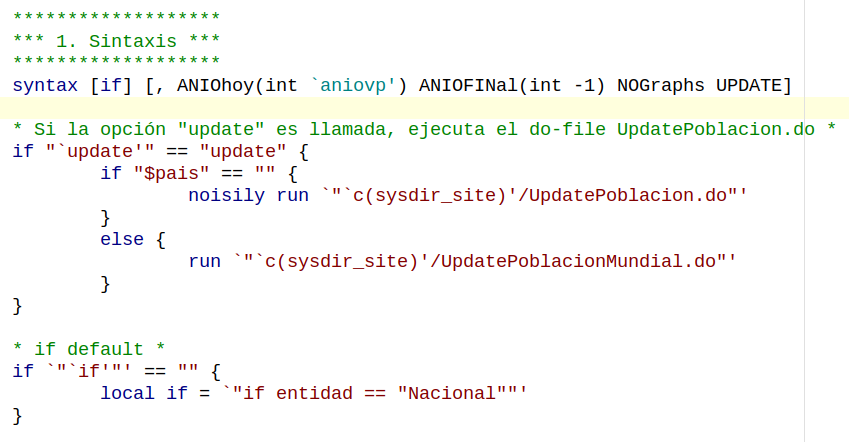 *******************
*** 1. Sintaxis ***
*******************
syntax [if] [, ANIOhoy(int `aniovp') ANIOFINal(int -1) NOGraphs UPDATE]
* Si la opción "update" es llamada, ejecuta el do-file UpdatePoblacion.do *
if "`update'" == "update" {
if "$pais" == "" {
noisily run `"`c(sysdir_site)'/UpdatePoblacion.do"'
}
else {
run `"`c(sysdir_site)'/UpdatePoblacionMundial.do"'
}
}
* if default *
if `"`if'"' == "" {
local if = `"if entidad == "Nacional""'
}